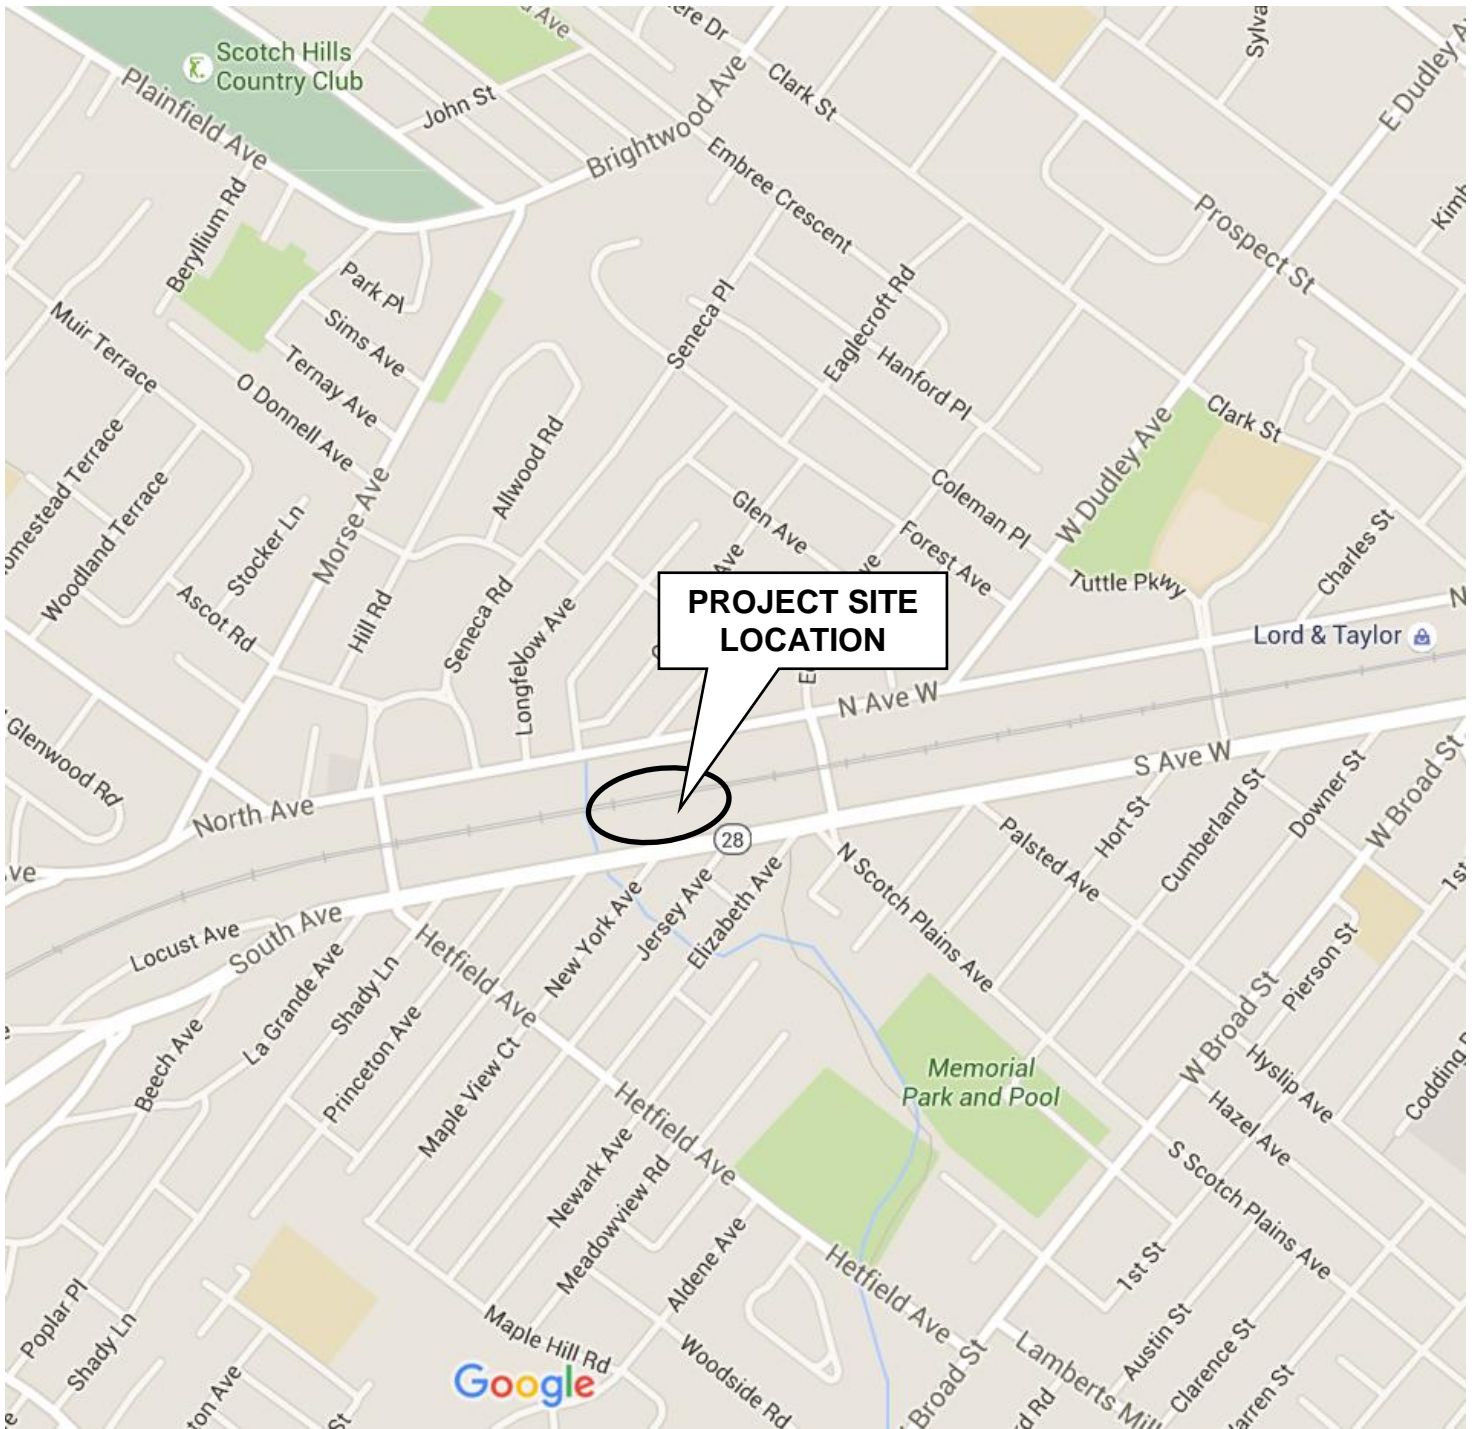 Scotch Hills
Country Club
Plainfield Ave
John St
Brightwood Ave
Clark St
E Dudley
Embree Crescent
Prospect St
Beryllium Rd
Park Pl
Sims Ave
Ternay Ave
O Donnell Ave
Muir Terrace
Seneca Pl
Eaglecroft Rd
Hanford Pl
Clark St
W Dudley Ave
Allwood Rd
Morse Ave
Woodland Terrace
Stocker Ln
Ascot Rd
Hill Rd
Seneca Rd
Glen Ave
Forest Ave
Coleman Pl
Tuttle Pkwy
Charles St
PROJECT SITE
LOCATION
Lord & Taylor
N Ave W
S Ave W
Glenwood Rd
North Ave
28
South Ave
Locust Ave
La Grande Ave
Shady Ln
Princeton Ave
Beech Ave
Hetfield Ave
Maple View Ct
New York Ave
Jersey Ave
Elizabeth Ave
N Scotch Plains Ave
Palsted Ave
Hort St
Cumberland St
Downer St
W Broad St
Pierson St
W Broad St
Memorial
Park and Pool
Hyslip Ave
Hazel Ave
S Scotch Plains Ave
Hetfield Ave
Newark Ave
Meadowview Rd
Aldene Ave
Hetfield Ave
1st St
Austin St
Clarence St
Poplar Pl
Shady Ln
Maple Hill Rd
Woodside Rd
Broad St
Lamberts Mill
Google